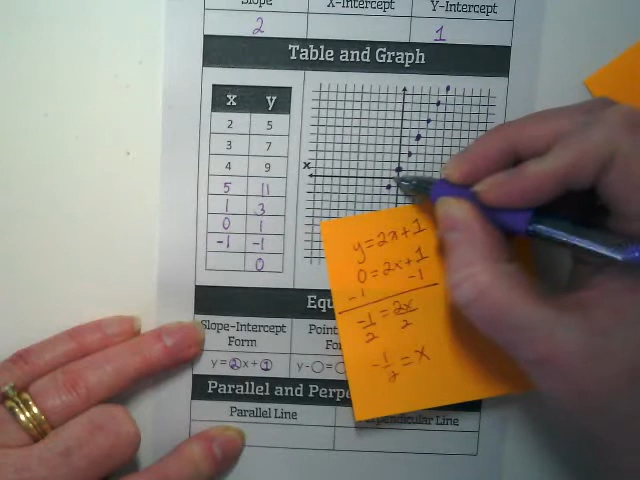 Slope X-Intercept Y-Intercept
2 1
Table and Graph
x y
2 5
3 7
4 9
5 11
1 3
0 1
-1 -1
0
x
y=2x+1
0=2x+1
-1 -1
-1/2 = 2x/2
-1/2 = x
Equ
Slope-Intercept Form
Point
y=2x+1
y-○=○
Parallel and Perpe
Parallel Line
pendicular Line